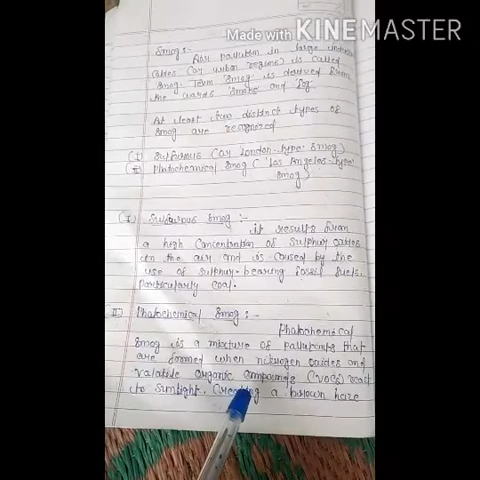 Made with KINEMASTER
Smog :-
Air pollution in large
cities (or urban regions) is called
Smog. Term Smog is derived from
the words Smoke and fog
At least two distinct types of
Smog are recognized
(I) Sulfurous (or London-type Smog)
(II) Photochemical Smog ( 'Los Angeles-type'
Smog)
(I) Sulfurous Smog :-
it results from
a high Concentration of Sulphur oxides
in the air and is caused by the
use of Sulphur-bearing fossil fuels,
Particularly Coal.
(II) Photochemical Smog :-
Photochemical
Smog is a mixture of Pollutants that
are formed when nitrogen oxides and
volatile organic compounds (VOCs) react
to Sunlight. Creating a brown haze